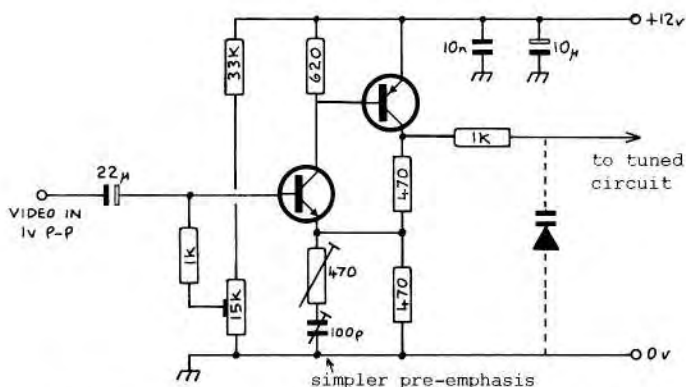 +12v
33K
620
10n
10µ
1K
to tuned
circuit
22µ
470
VIDEO IN
1v P-P
1K
470
470
15K
100p
0v
simpler pre-emphasis